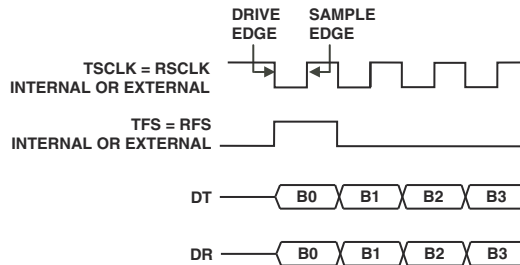 DRIVE EDGE
SAMPLE EDGE
TSCLK = RSCLK
INTERNAL OR EXTERNAL
TFS = RFS
INTERNAL OR EXTERNAL
DT B0 B1 B2 B3
DR B0 B1 B2 B3